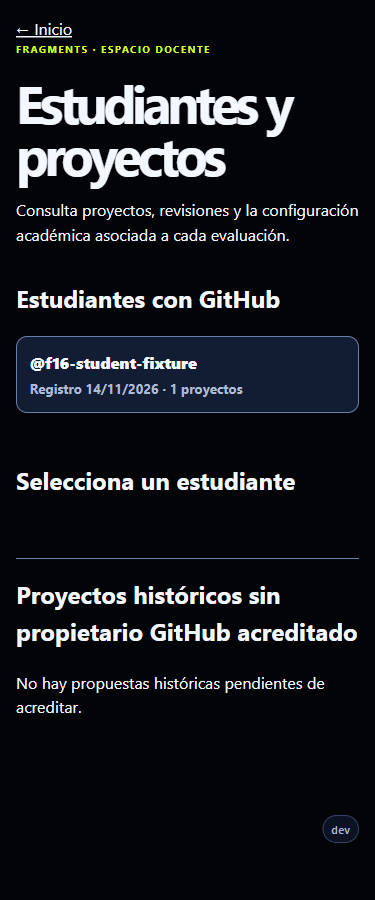 ← Inicio
FRAGMENTS · ESPACIO DOCENTE
Estudiantes y
proyectos
Consulta proyectos, revisiones y la configuración
académica asociada a cada evaluación.
Estudiantes con GitHub
@f16-student-fixture
Registro 14/11/2026 · 1 proyectos
Selecciona un estudiante
Proyectos históricos sin
propietario GitHub acreditado
No hay propuestas históricas pendientes de
acreditar.
dev